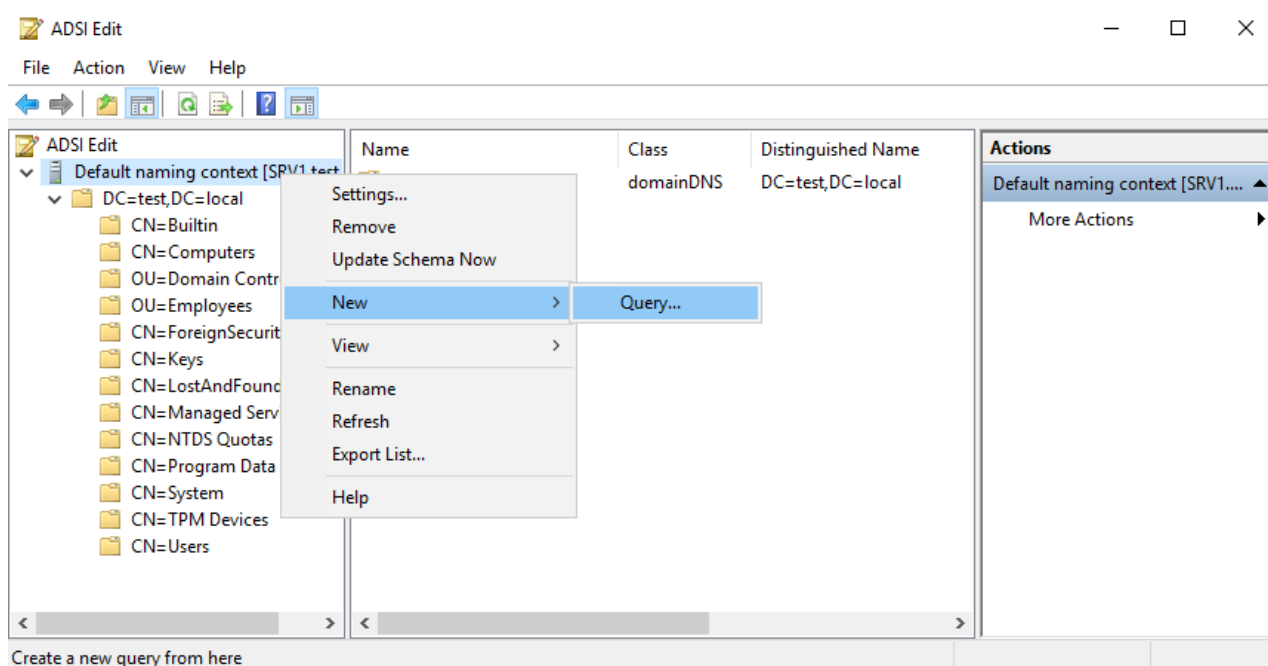 ADSI Edit
File Action View Help
ADSI Edit
Default naming context [SRV1.test
DC=test,DC=local
CN=Builtin
CN=Computers
OU=Domain Contr
OU=Employees
CN=ForeignSecurit
CN=Keys
CN=LostAndFound
CN=Managed Serv
CN=NTDS Quotas
CN=Program Data
CN=System
CN=TPM Devices
CN=Users
Name Class Distinguished Name
domainDNS DC=test,DC=local
Settings...
Remove
Update Schema Now
New
Query...
View
Rename
Refresh
Export List...
Help
Actions
Default naming context [SRV1....
More Actions
Create a new query from here